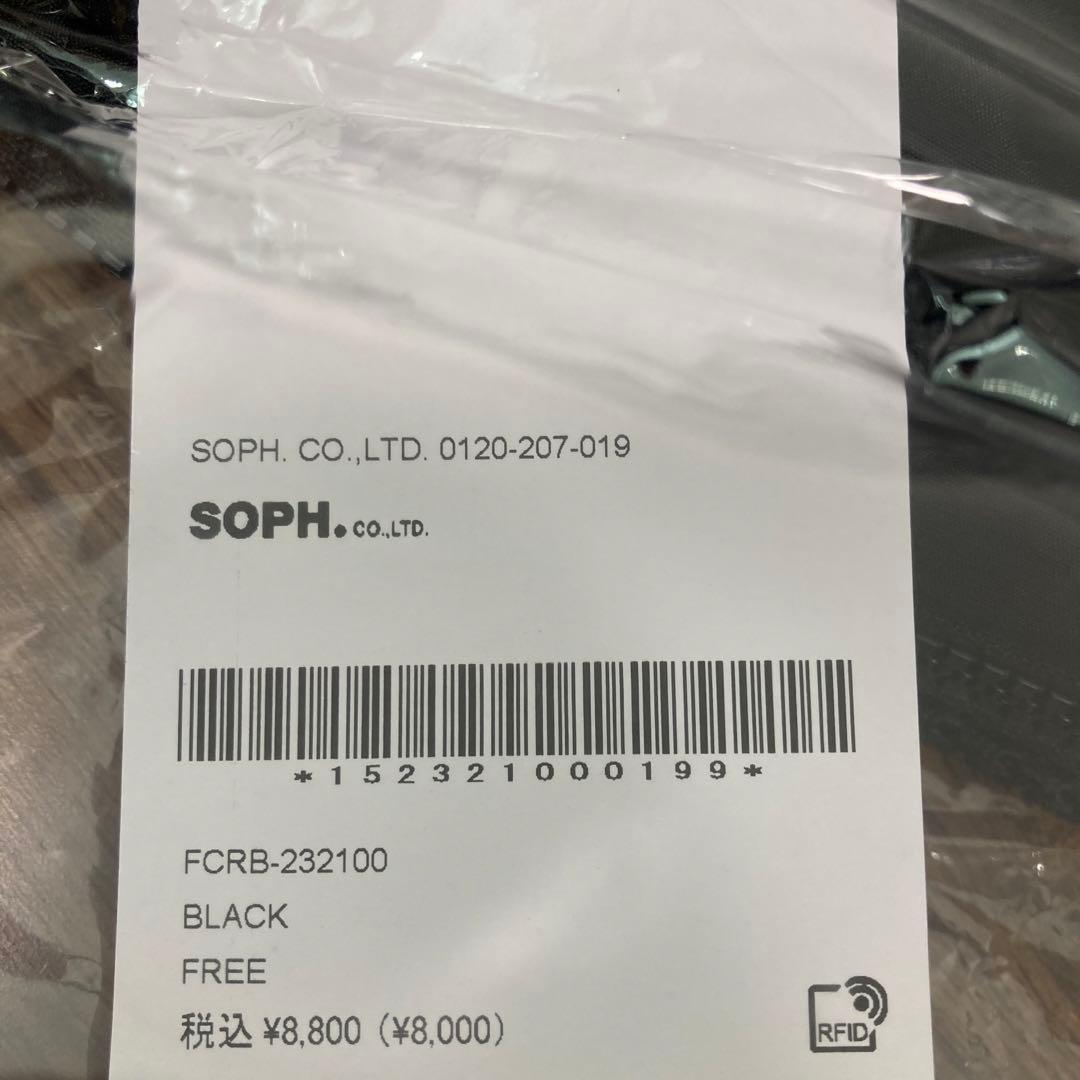 SOPH. CO.,LTD. 0120-207-019
SOPH. CO.,LTD.
*152321000199*
FCRB-232100
BLACK
FREE
税込 ¥8,800 (¥8,000)
RFID